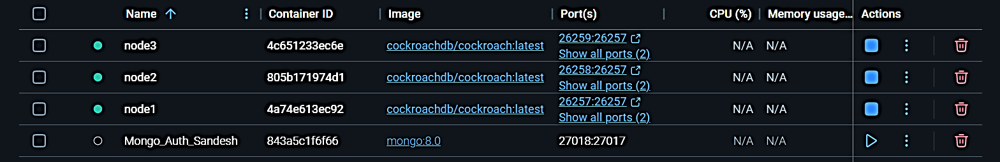 Name Container ID Image Port(s) CPU (%) Memory usage... Actions
node3 4c651233ec6e cockroachdb/cockroach:latest 26259:26257 N/A N/A
Show all ports (2)
node2 805b171974d1 cockroachdb/cockroach:latest 26258:26257 N/A N/A
Show all ports (2)
node1 4a74e613ec92 cockroachdb/cockroach:latest 26257:26257 N/A N/A
Show all ports (2)
Mongo_Auth_Sandesh 843a5c1f6f66 mongo:8.0 27018:27017 N/A N/A